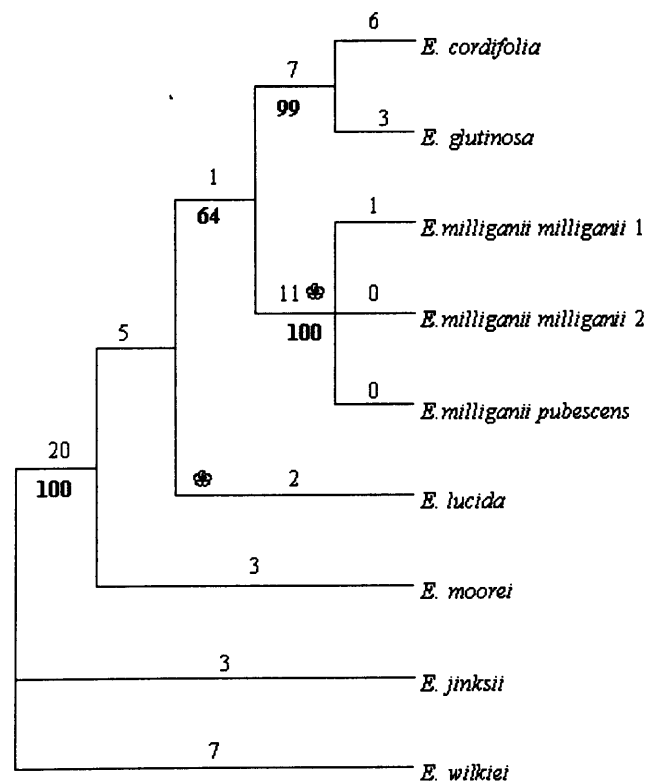 6
E. cordifolia
7
99
3
E. glutinosa
1
64
1
E. milliganii milliganii 1
11
100
0
E. milliganii milliganii 2
5
0
E. milliganii pubescens
20
100
2
E. lucida
3
E. moorei
3
E. jinksii
7
E. wilkiei